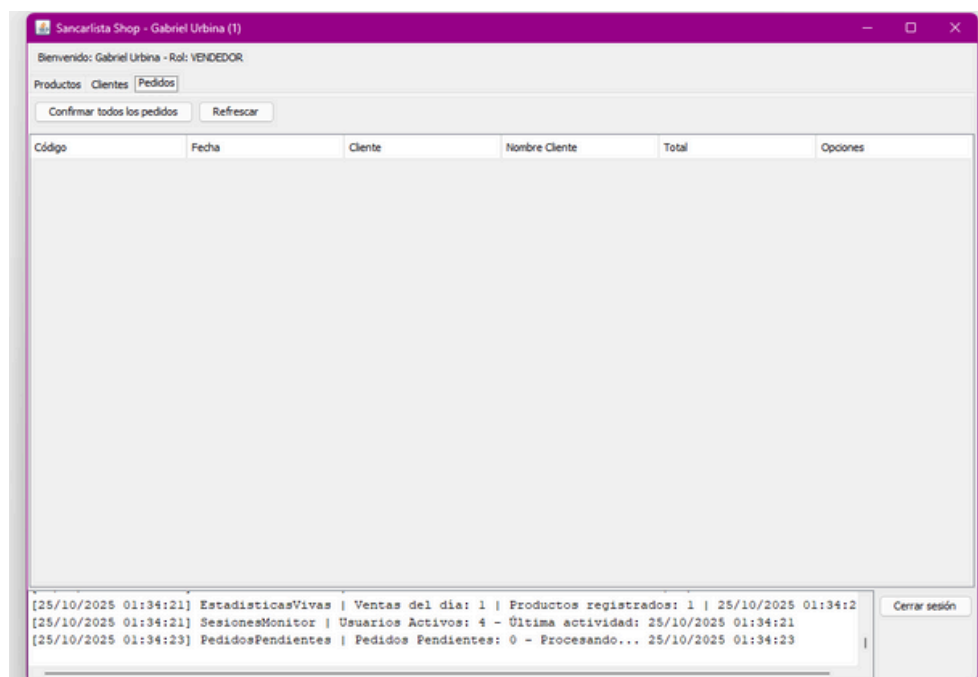 Sancarlista Shop - Gabriel Urbina (1)
Bienvenido: Gabriel Urbina - Rol: VENDEDOR
Productos Clientes Pedidos
Confirmar todos los pedidos Refrescar
Código Fecha Cliente Nombre Cliente Total Opciones
[25/10/2025 01:34:21] EstadisticasVivas | Ventas del día: 1 | Productos registrados: 1 | 25/10/2025 01:34:2
Cerrar sesión
[25/10/2025 01:34:21] SesionesMonitor | Usuarios Activos: 4 - Última actividad: 25/10/2025 01:34:21
[25/10/2025 01:34:23] PedidosPendientes | Pedidos Pendientes: 0 - Procesando... 25/10/2025 01:34:23